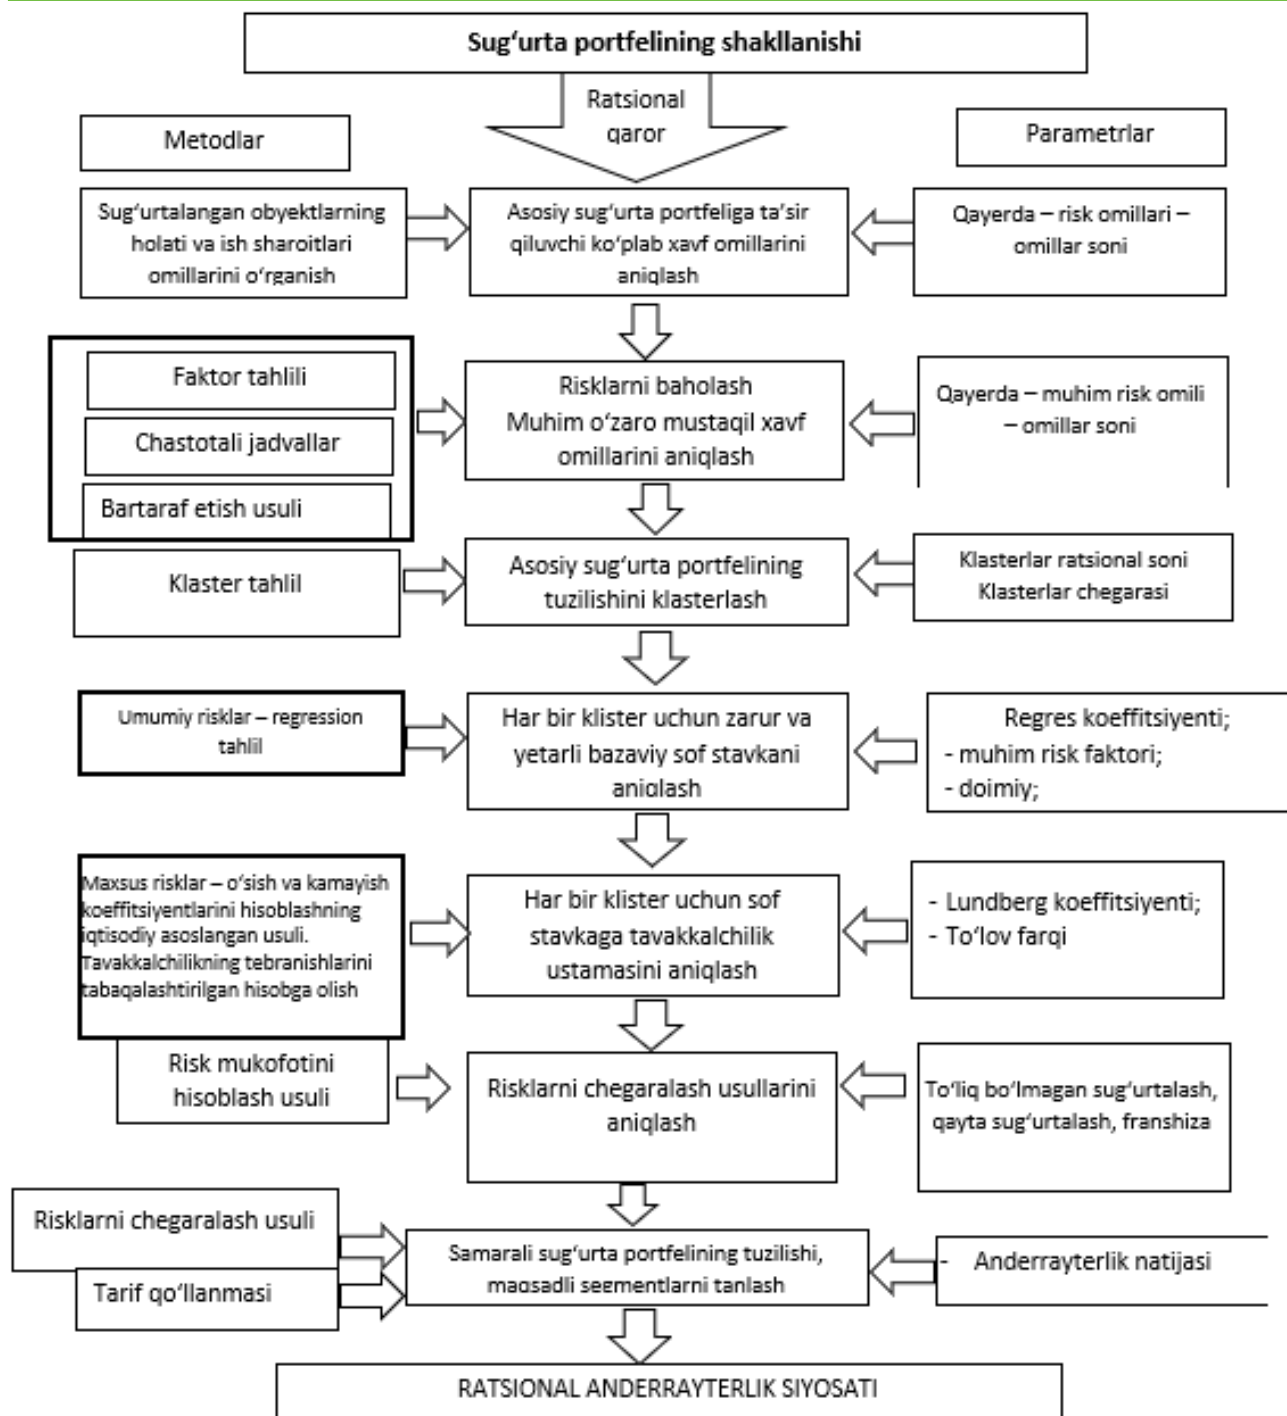 Sug‘urta portfelining shakllanishi
Ratsional
qaror
Metodlar
Parametrlar
Sug‘urtalangan obyektlarning
holati va ish sharoitlari
omillarini o‘rganish
Asosiy sug‘urta portfeliga ta’sir
qiluvchi ko‘plab xavf omillarini
aniqlash
Qayerda – risk omillari –
omillar soni
Faktor tahlili
Chastotali jadvallar
Bartaraf etish usuli
Risklarni baholash
Muhim o‘zaro mustaqil xavf
omillarini aniqlash
Qayerda – muhim risk omili
– omillar soni
Klaster tahlil
Asosiy sug‘urta portfelining
tuzilishini klasterlash
Klasterlar ratsional soni
Klasterlar chegarasi
Umumiy risklar – regression
tahlil
Har bir klister uchun zarur va
yetarli bazaviy sof stavkani
aniqlash
Regres koeffitsiyenti;
- muhim risk faktori;
- doimiy;
Maxsus risklar – o‘sish va kamayish
koeffitsiyentlarini hisoblashning
iqtisodiy asoslangan usuli.
Tavakkalchilikning tebranishlarini
tabaqalashtirilgan hisobga olish
Har bir klister uchun sof
stavkaga tavakkalchilik
ustamasini aniqlash
- Lundberg koeffitsiyenti;
- To‘lov farqi
Risk mukofotini
hisoblash usuli
Risklarni chegaralash usullarini
aniqlash
To‘liq bo‘lmagan sug‘urtalash,
qayta sug‘urtalash, franshiza
Risklarni chegaralash usuli
Tarif qo‘llanmasi
Samarali sug‘urta portfelining tuzilishi,
maqsadli segmentlarni tanlash
- Anderrayterlik natijasi
RATSIONAL ANDERRAYTERLIK SIYOSATI